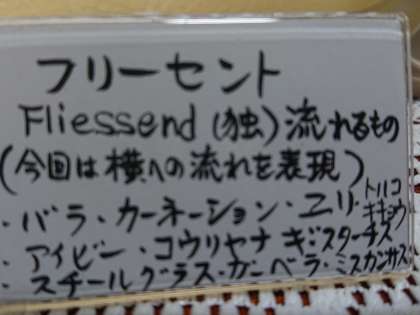 フリーセント
Fliessend(独)流れるもの
(今回は横への流れを表現)
・バラ・カーネーション・ユリ・トルコキキョウ
・アイビー・コウリヤナギ・スターチス
・スチールグラス・ガーベラ・ミスカンサス